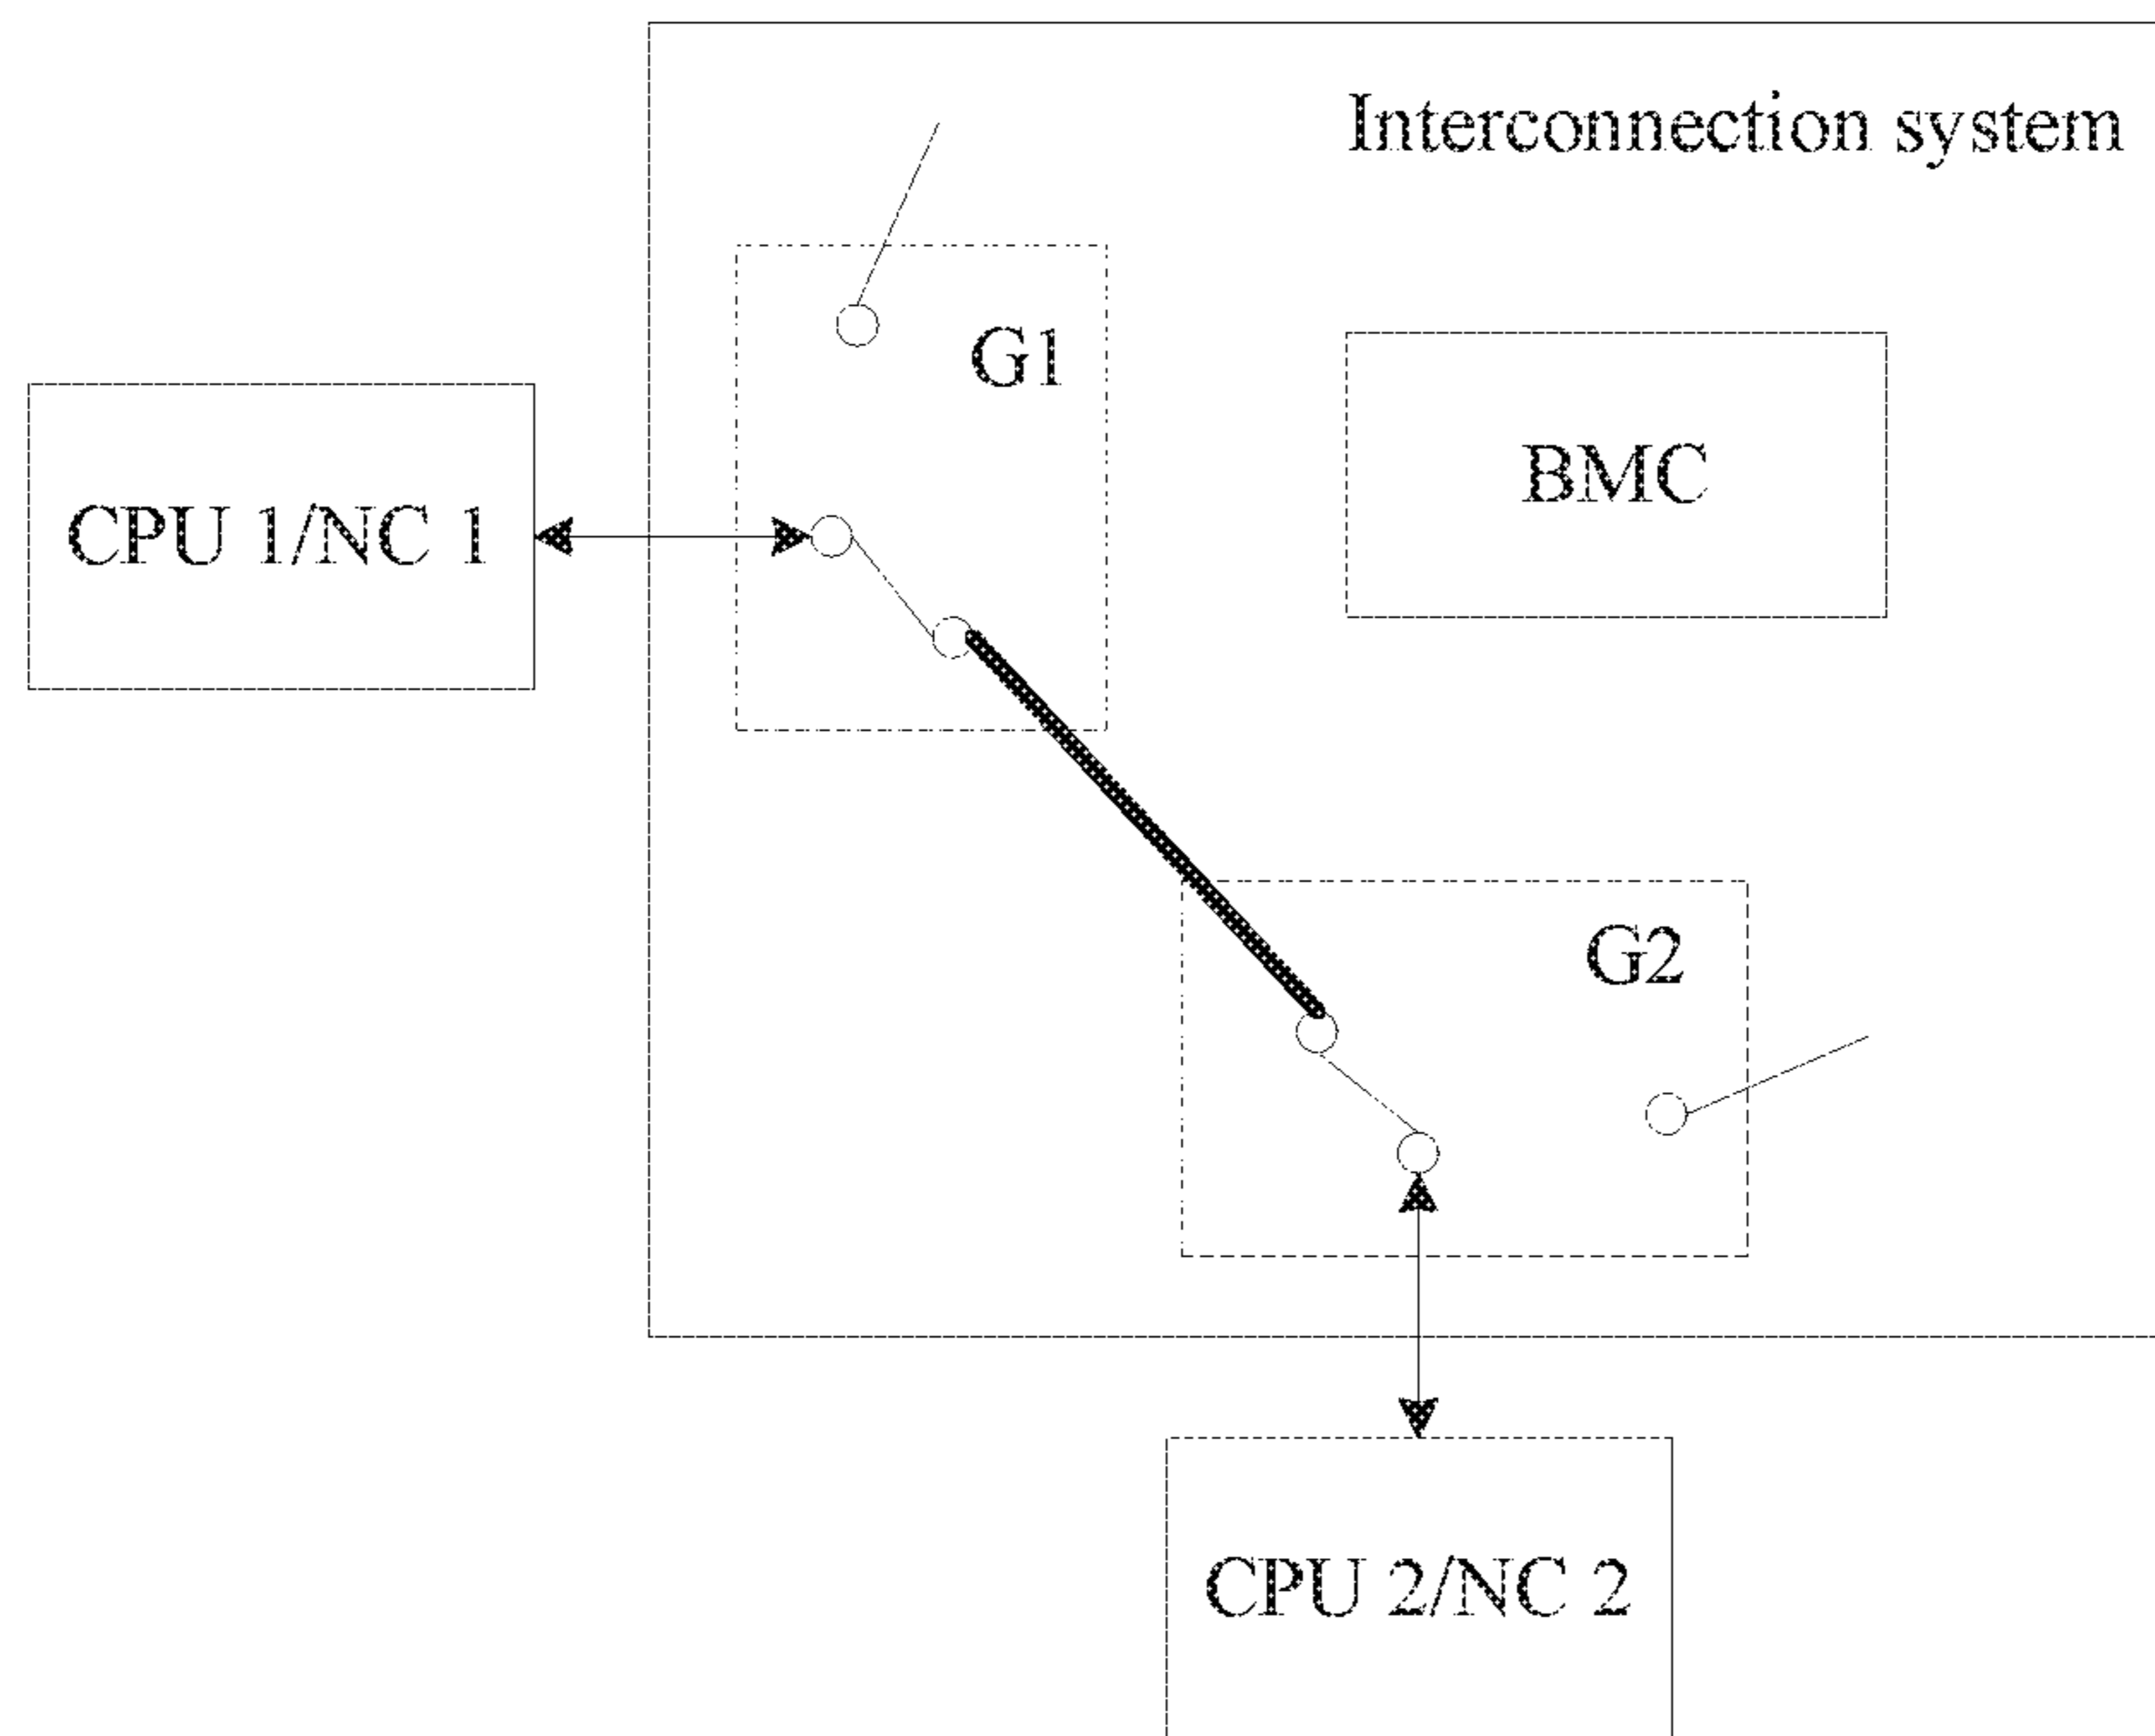 Interconnection system
G1
BMC
CPU 1/NC 1
G2
CPU 2/NC 2